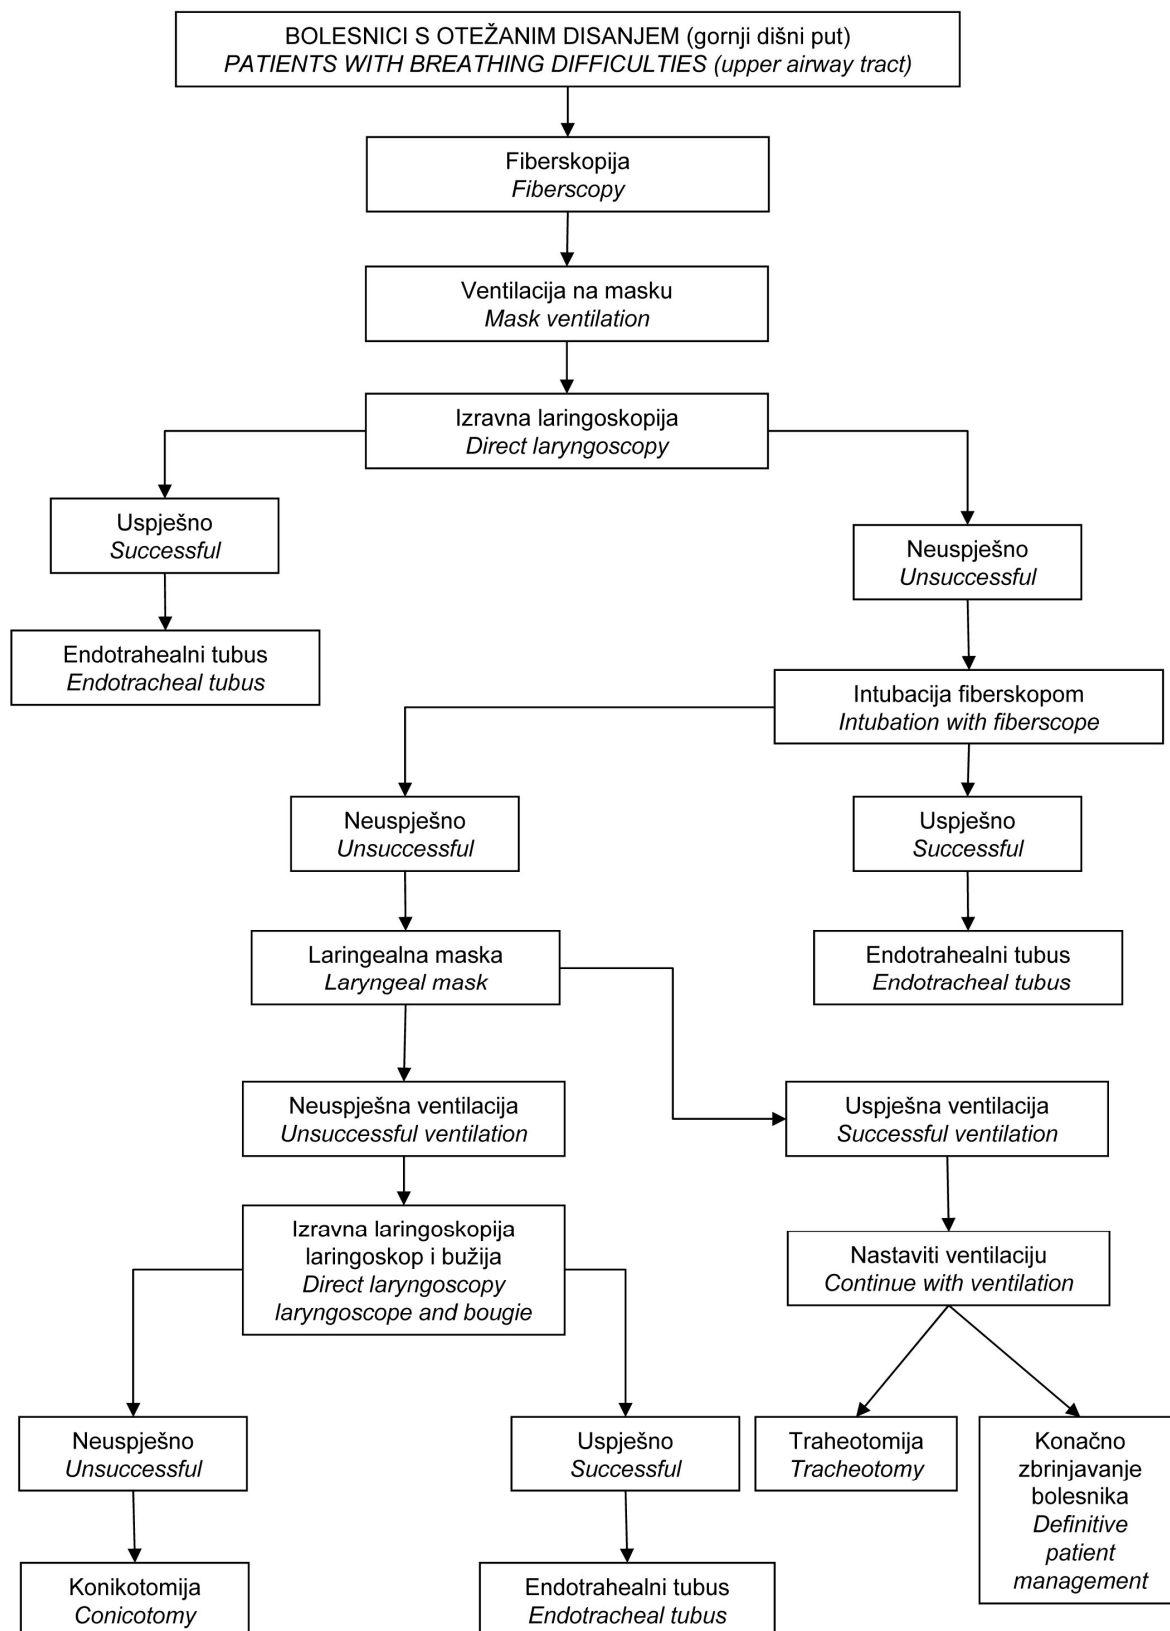 BOLESNICI S OTEŽANIM DISANJEM (gornji dišni put)
PATIENTS WITH BREATHING DIFFICULTIES (upper airway tract)
Fiberskopija
Fiberscopy
Ventilacija na masku
Mask ventilation
Izravna laringoskopija
Direct laryngoscopy
Uspješno
Successful
Neuspješno
Unsuccessful
Endotrahealni tubus
Endotracheal tubus
Intubacija fiberskopom
Intubation with fiberscope
Neuspješno
Unsuccessful
Uspješno
Successful
Laringealna maska
Laryngeal mask
Endotrahealni tubus
Endotracheal tubus
Neuspješna ventilacija
Unsuccessful ventilation
Uspješna ventilacija
Successful ventilation
Izravna laringoskopija
laringoskop i bužija
Direct laryngoscopy
laryngoscope and bougie
Nastaviti ventilaciju
Continue with ventilation
Neuspješno
Unsuccessful
Uspješno
Successful
Traheotomija
Tracheotomy
Konačno
zbrinjavanje
bolesnika
Definitive
patient
management
Konikotomija
Conicotomy
Endotrahealni tubus
Endotracheal tubus